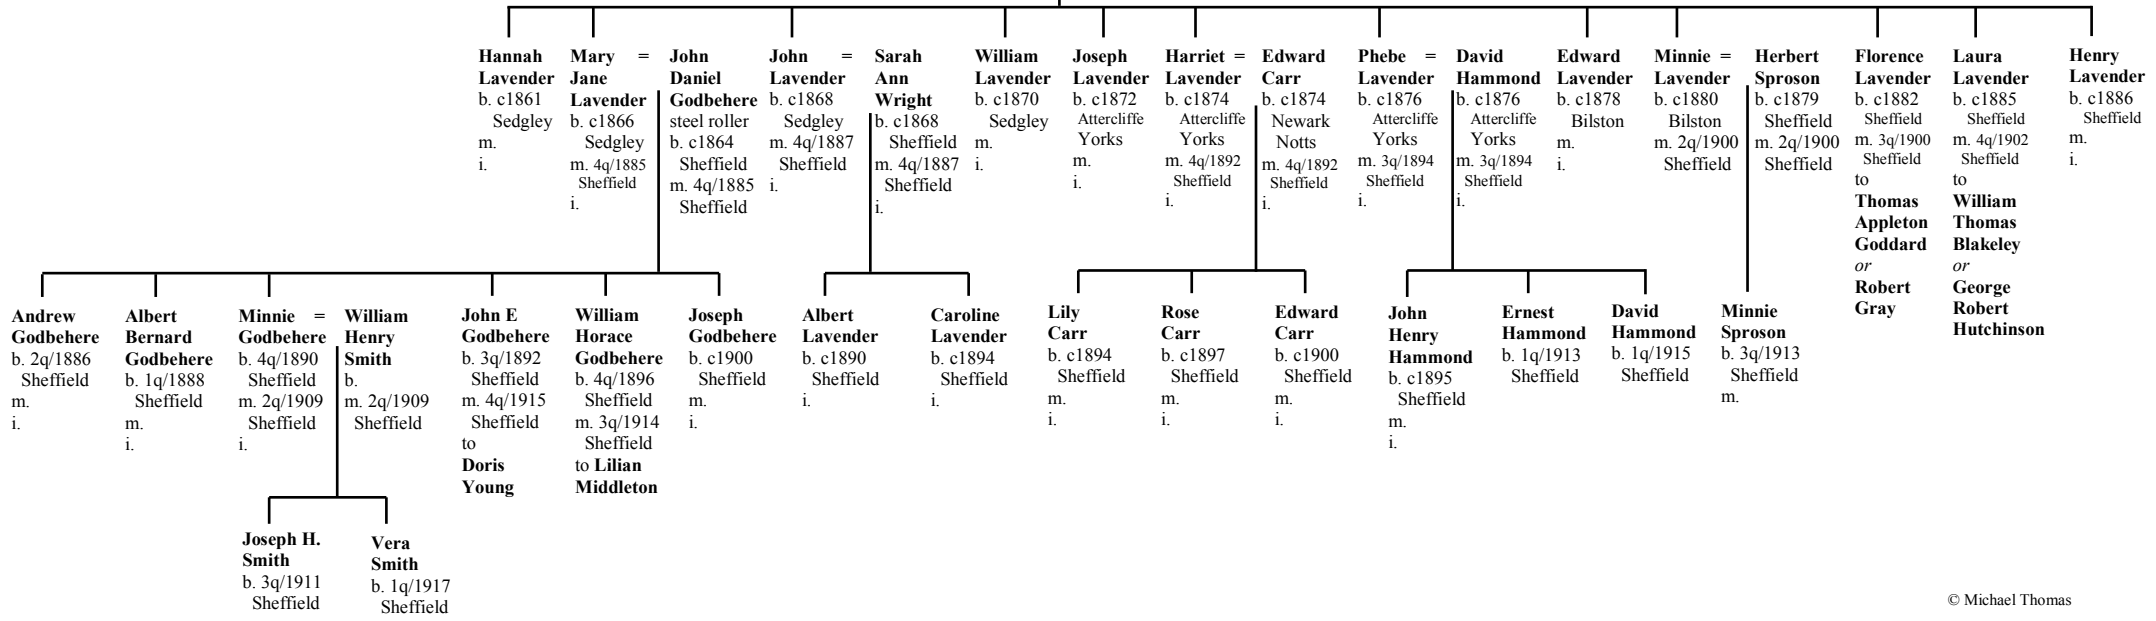 Hannah
Lavender
b. c1861
Sedgley
m.
i.
Mary =
Jane
Lavender
b. c1866
Sedgley
m. 4q/1885
Sheffield
i.
John
Daniel
Godbehere
steel roller
b. c1864
Sheffield
m. 4q/1885
Sheffield
John =
Lavender
b. c1868
Sedgley
m. 4q/1887
Sheffield
i.
Sarah
Ann
Wright
b. c1868
Sheffield
m. 4q/1887
Sheffield
i.
William
Lavender
b. c1870
Sedgley
m.
i.
Joseph
Lavender
b. c1872
Attercliffe
Yorks
m.
i.
Harriet =
Lavender
b. c1874
Attercliffe
Yorks
m. 4q/1892
Sheffield
i.
Edward
Carr
b. c1874
Newark
Notts
m. 4q/1892
Sheffield
i.
Phebe =
Lavender
b. c1876
Attercliffe
Yorks
m. 3q/1894
Sheffield
i.
David
Hammond
b. c1876
Attercliffe
Yorks
m. 3q/1894
Sheffield
i.
Edward
Lavender
b. c1878
Bilston
m.
i.
Minnie =
Lavender
b. c1880
Bilston
m. 2q/1900
Sheffield
Herbert
Sproson
b. c1879
Sheffield
m. 2q/1900
Sheffield
Florence
Lavender
b. c1882
Sheffield
m. 3q/1900
Sheffield
to
Thomas
Appleton
Goddard
or
Robert
Gray
Laura
Lavender
b. c1885
Sheffield
m. 4q/1902
Sheffield
to
William
Thomas
Blakeley
or
George
Robert
Hutchinson
Henry
Lavender
b. c1886
Sheffield
m.
i.
Andrew
Godbehere
b. 2q/1886
Sheffield
m.
i.
Albert
Bernard
Godbehere
b. 1q/1888
Sheffield
m.
i.
Minnie =
Godbehere
b. 4q/1890
Sheffield
m. 2q/1909
Sheffield
i.
William
Henry
Smith
b.
m. 2q/1909
Sheffield
John E
Godbehere
b. 3q/1892
Sheffield
m. 4q/1915
Sheffield
to
Doris
Young
William
Horace
Godbehere
b. 4q/1896
Sheffield
m. 3q/1914
Sheffield
to Lilian
Middleton
Joseph
Godbehere
b. c1900
Sheffield
m.
i.
Albert
Lavender
b. c1890
Sheffield
i.
Caroline
Lavender
b. c1894
Sheffield
i.
Lily
Carr
b. c1894
Sheffield
m.
i.
Rose
Carr
b. c1897
Sheffield
m.
i.
Edward
Carr
b. c1900
Sheffield
m.
i.
John
Henry
Hammond
b. c1895
Sheffield
m.
i.
Ernest
Hammond
b. 1q/1913
Sheffield
David
Hammond
b. 1q/1915
Sheffield
Minnie
Sproson
b. 3q/1913
Sheffield
m.
Joseph H.
Smith
b. 3q/1911
Sheffield
Vera
Smith
b. 1q/1917
Sheffield
© Michael Thomas